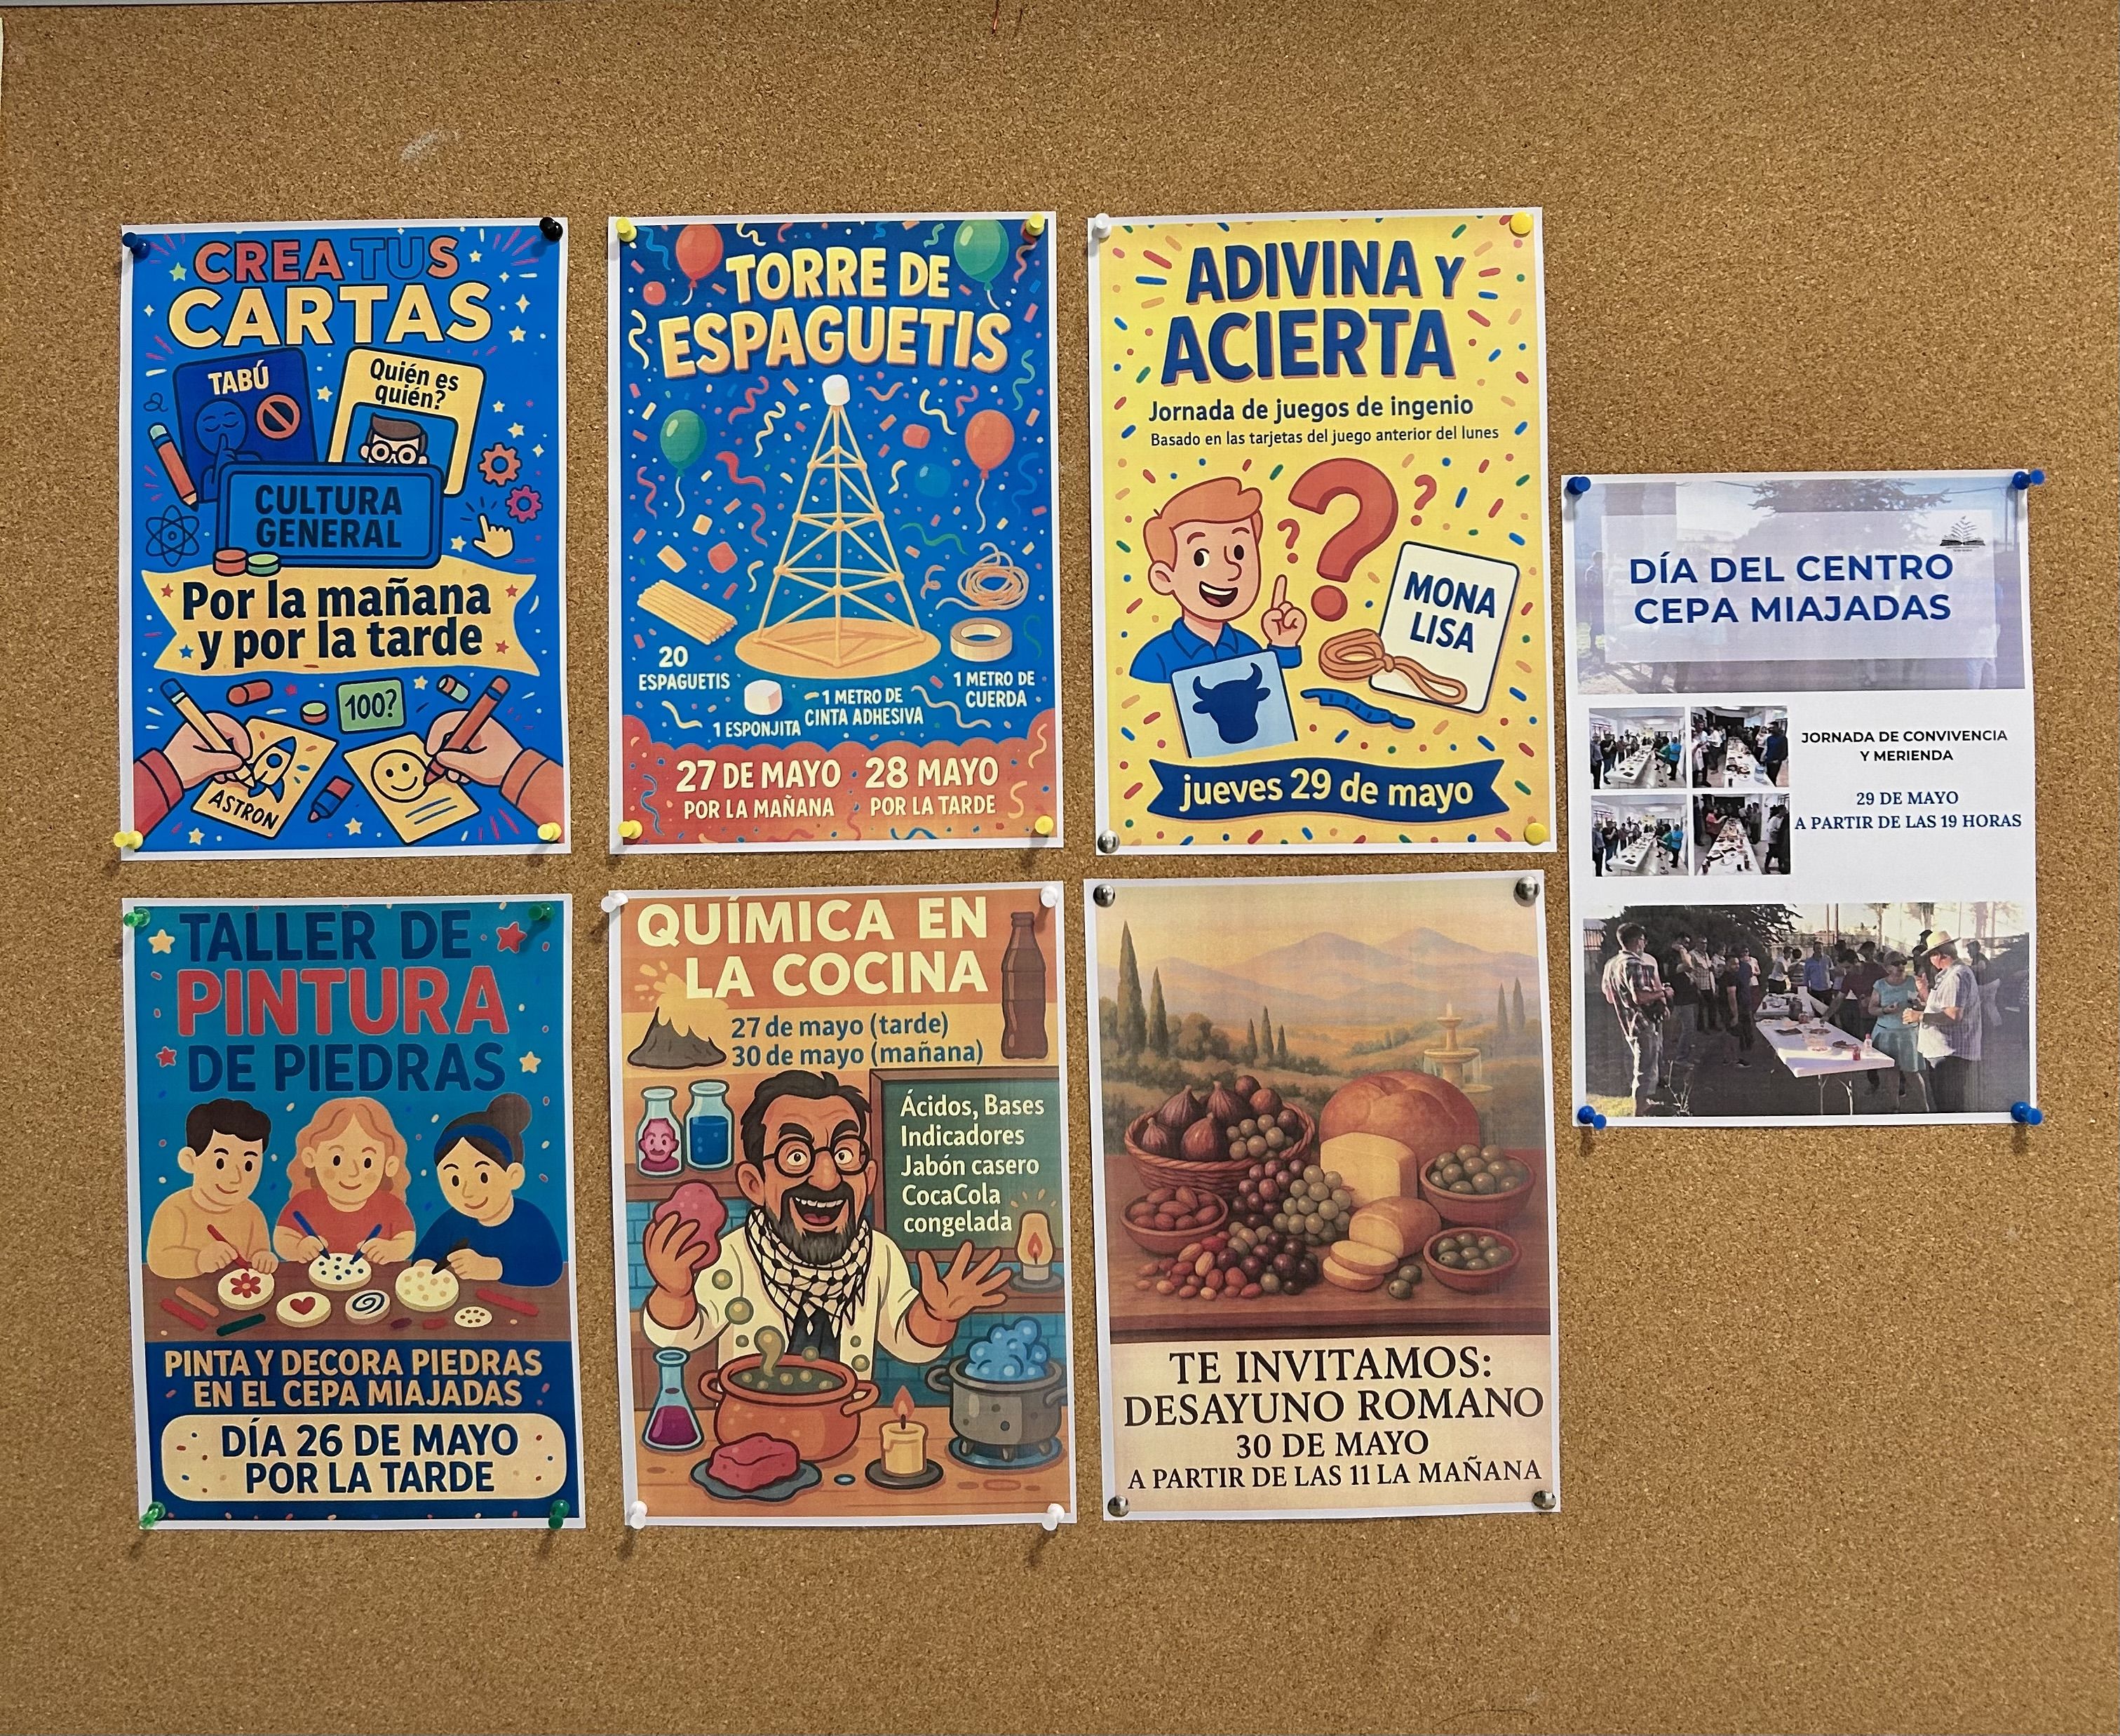 CREA TUS
CARTAS
TABÚ
Quién es
quién?
CULTURA
GENERAL
Por la mañana
y por la tarde
100?
ASTRON
TORRE DE
ESPAGUETIS
20
ESPAGUETIS
1 ESPONJITA
1 METRO DE
CINTA ADHESIVA
1 METRO DE
CUERDA
27 DE MAYO
POR LA MAÑANA
28 MAYO
POR LA TARDE
ADIVINA Y
ACIERTA
Jornada de juegos de ingenio
Basado en las tarjetas del juego anterior del lunes
MONA
LISA
jueves 29 de mayo
DÍA DEL CENTRO
CEPA MIAJADAS
JORNADA DE CONVIVENCIA
Y MERIENDA
29 DE MAYO
A PARTIR DE LAS 19 HORAS
TALLER DE
PINTURA
DE PIEDRAS
PINTA Y DECORA PIEDRAS
EN EL CEPA MIAJADAS
DÍA 26 DE MAYO
POR LA TARDE
QUÍMICA EN
LA COCINA
27 de mayo (tarde)
30 de mayo (mañana)
Ácidos, Bases
Indicadores
Jabón casero
CocaCola
congelada
TE INVITAMOS:
DESAYUNO ROMANO
30 DE MAYO
A PARTIR DE LAS 11 LA MAÑANA